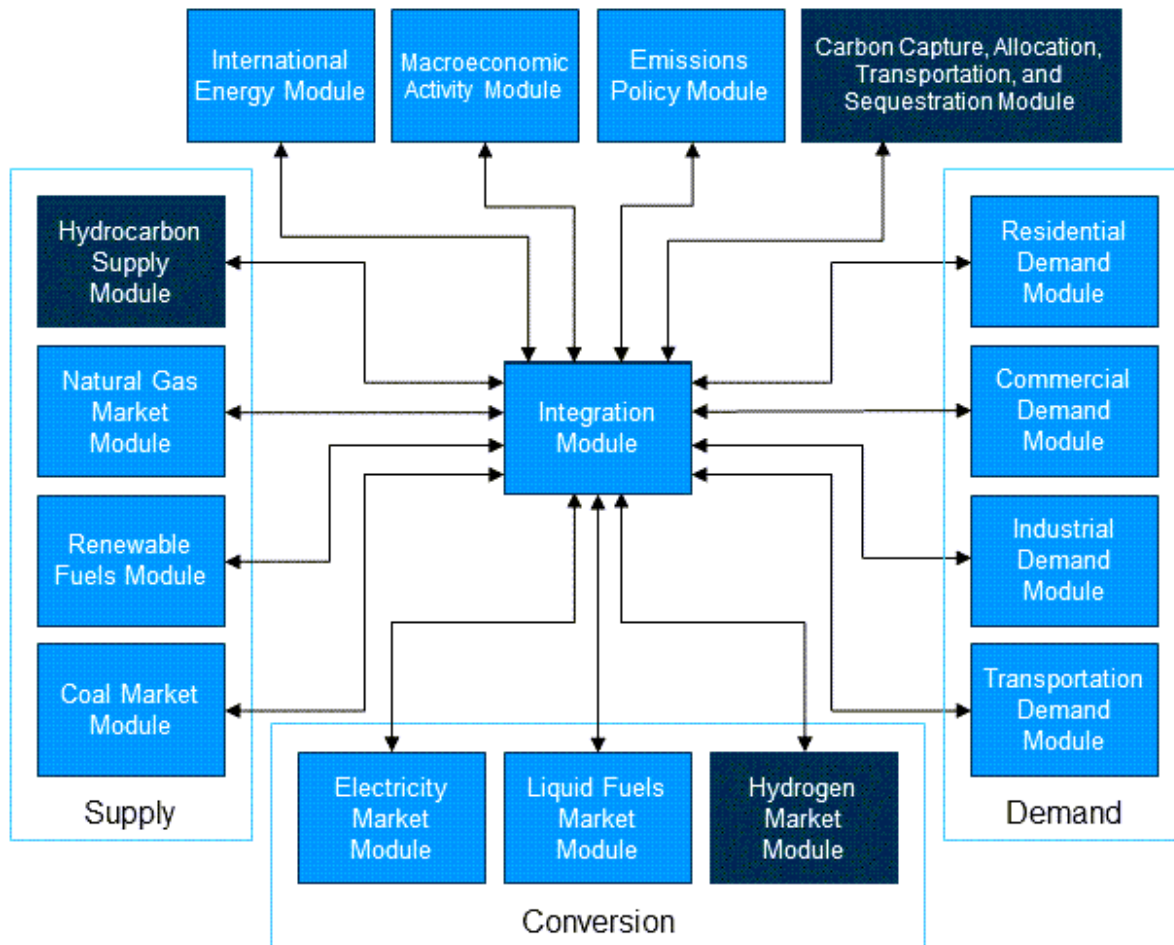 International
Energy Module
Macroeconomic
Activity Module
Emissions
Policy Module
Carbon Capture, Allocation,
Transportation, and
Sequestration Module
Hydrocarbon
Supply
Module
Natural Gas
Market
Module
Renewable
Fuels Module
Coal Market
Module
Supply
Integration
Module
Residential
Demand
Module
Commercial
Demand
Module
Industrial
Demand
Module
Transportation
Demand
Module
Demand
Electricity
Market
Module
Liquid Fuels
Market
Module
Hydrogen
Market
Module
Conversion